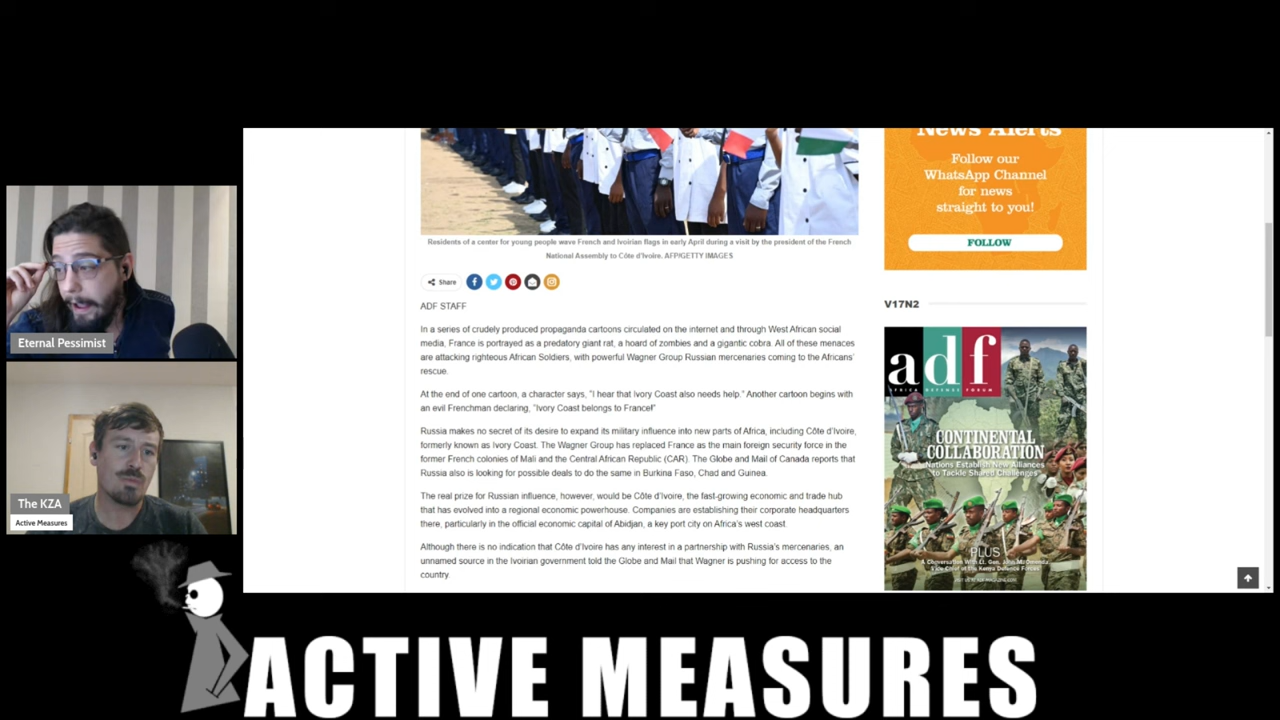 Eternal Pessimist
The KZA
Active Measures
Residents of a center for young people wave French and Ivorian flags in early April during a visit by the president of the French
National Assembly to Côte d'Ivoire. AFP/GETTY IMAGES
Share
ADF STAFF
In a series of crudely produced propaganda cartoons circulated on the internet and through West African social
media, France is portrayed as a predatory giant rat, a hoard of zombies and a gigantic cobra. All of these menaces
are attacking righteous African Soldiers, with powerful Wagner Group Russian mercenaries coming to the Africans'
rescue.
At the end of one cartoon, a character says, "I hear that Ivory Coast also needs help." Another cartoon begins with
an evil Frenchman declaring, "Ivory Coast belongs to France!"
Russia makes no secret of its desire to expand its military influence into new parts of Africa, including Côte d'Ivoire,
formerly known as Ivory Coast. The Wagner Group has replaced France as the main foreign security force in the
former French colonies of Mali and the Central African Republic (CAR). The Globe and Mail of Canada reports that
Russia also is looking for possible deals to do the same in Burkina Faso, Chad and Guinea.
The real prize for Russian influence, however, would be Côte d'Ivoire, the fast-growing economic and trade hub
that has evolved into a regional economic powerhouse. Companies are establishing their corporate headquarters
there, particularly in the official economic capital of Abidjan, a key port city on Africa's west coast.
Although there is no indication that Côte d'Ivoire has any interest in a partnership with Russia's mercenaries, an
unnamed source in the Ivoirian government told the Globe and Mail that Wagner is pushing for access to the
country.
News Alerts
Follow our
WhatsApp Channel
for news
straight to you!
FOLLOW
V17N2
adf
AFRICA DEFENSE FORUM
CONTINENTAL
COLLABORATION
Nations Establish New Alliances
to Tackle Shared Challenges
PLUS
A Conversation With Lt. Gen. John
of the Kenya Defence Forces
ACTIVE MEASURES